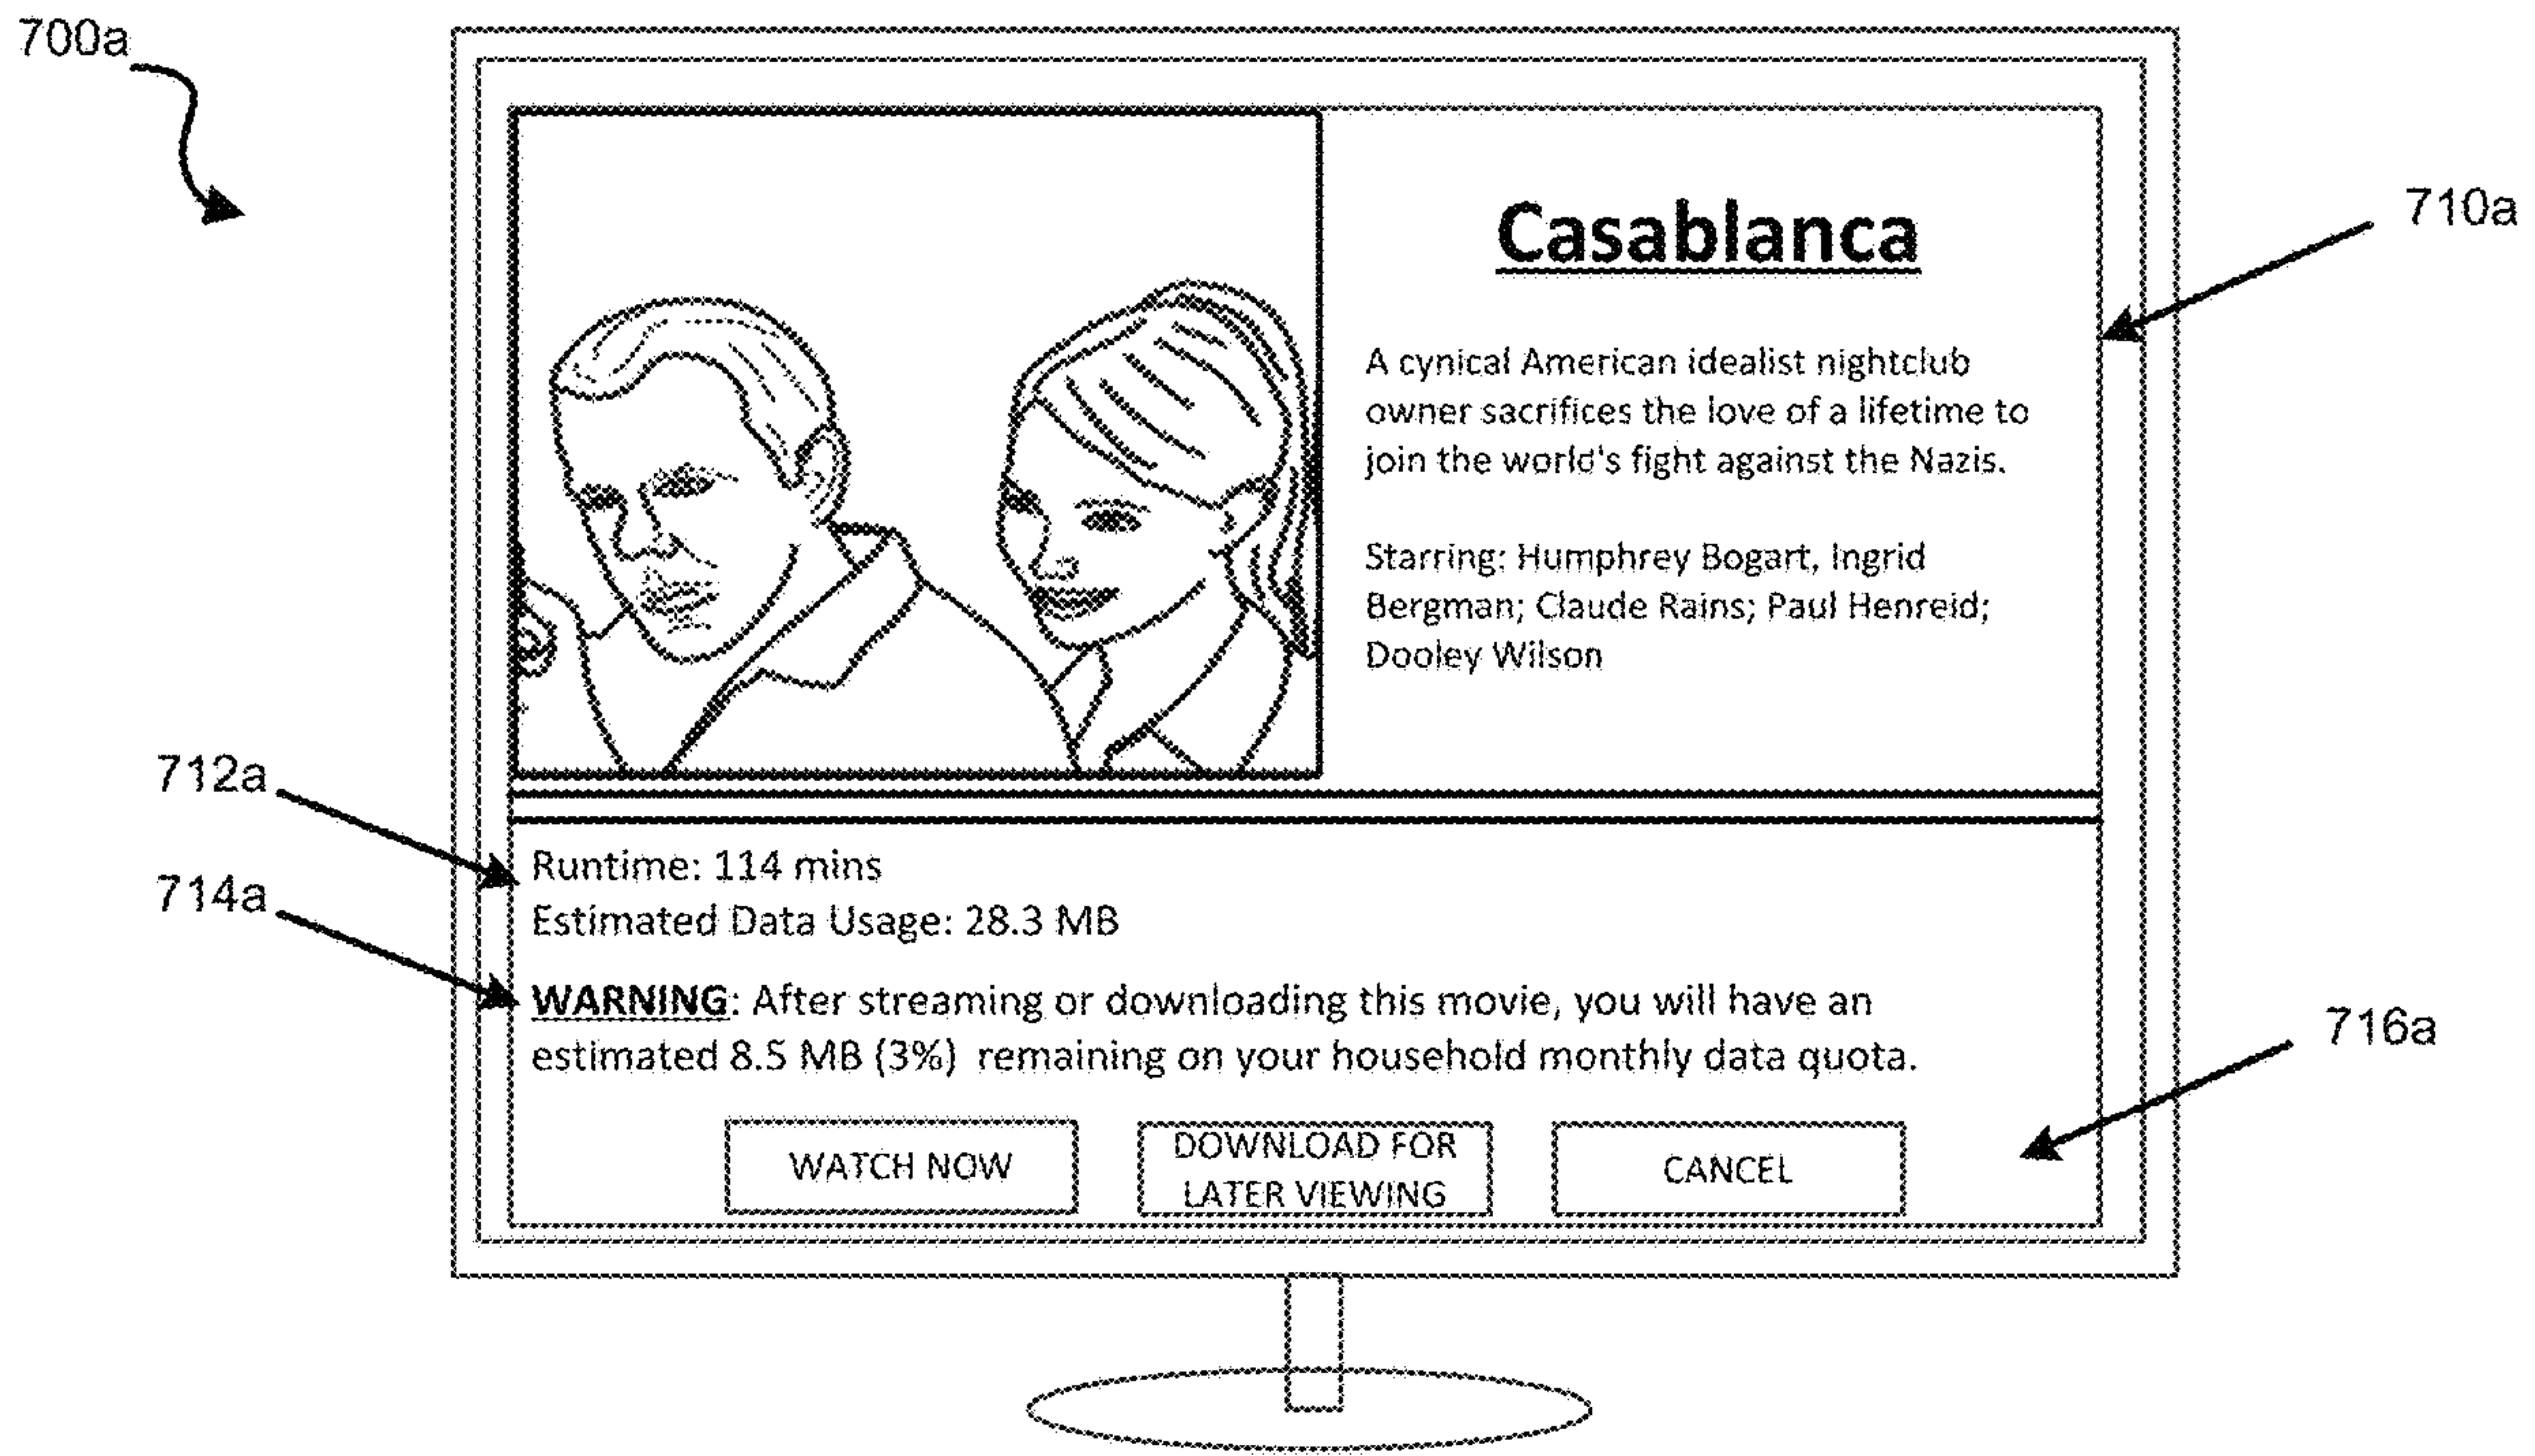 700a
710a
Casablanca
A cynical American idealist nightclub
owner sacrifices the love of a lifetime to
join the world's fight against the Nazis.
Starring: Humphrey Bogart, Ingrid
Bergman; Claude Rains; Paul Henreid;
Dooley Wilson
712a
Runtime: 114 mins
714a
Estimated Data Usage: 28.3 MB
WARNING: After streaming or downloading this movie, you will have an
estimated 8.5 MB (3%) remaining on your household monthly data quota.
716a
WATCH NOW
DOWNLOAD FOR
LATER VIEWING
CANCEL